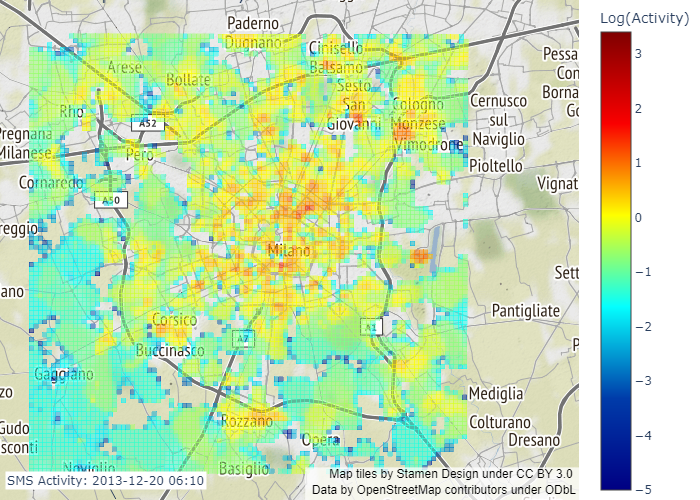 Paderno
Dugnano
Cinisello
Balsamo
Arese
Bollate
Sesto
San
Giovanni
Rho
A52
Cologno
Monzese
Cernusco
sul
Naviglio
Vimodrone
Pregnana
Milanese
Pero
Pioltello
Cornaredo
A50
Vignat
reggio
Milano
Sett
ano
Pantigliate
Corsico
A1
A7
Buccinasco
Gaggiano
Mediglia
Rozzano
Colturano
Opera
Dresano
Gudo
sconti
Noviglio
Basiglio
Pessa
Con
Borna
Go
zo
P
Log(Activity)
3
2
1
0
−1
−2
−3
−4
−5
SMS Activity: 2013-12-20 06:10
Map tiles by Stamen Design under CC BY 3.0
Data by OpenStreetMap contributors under ODbL